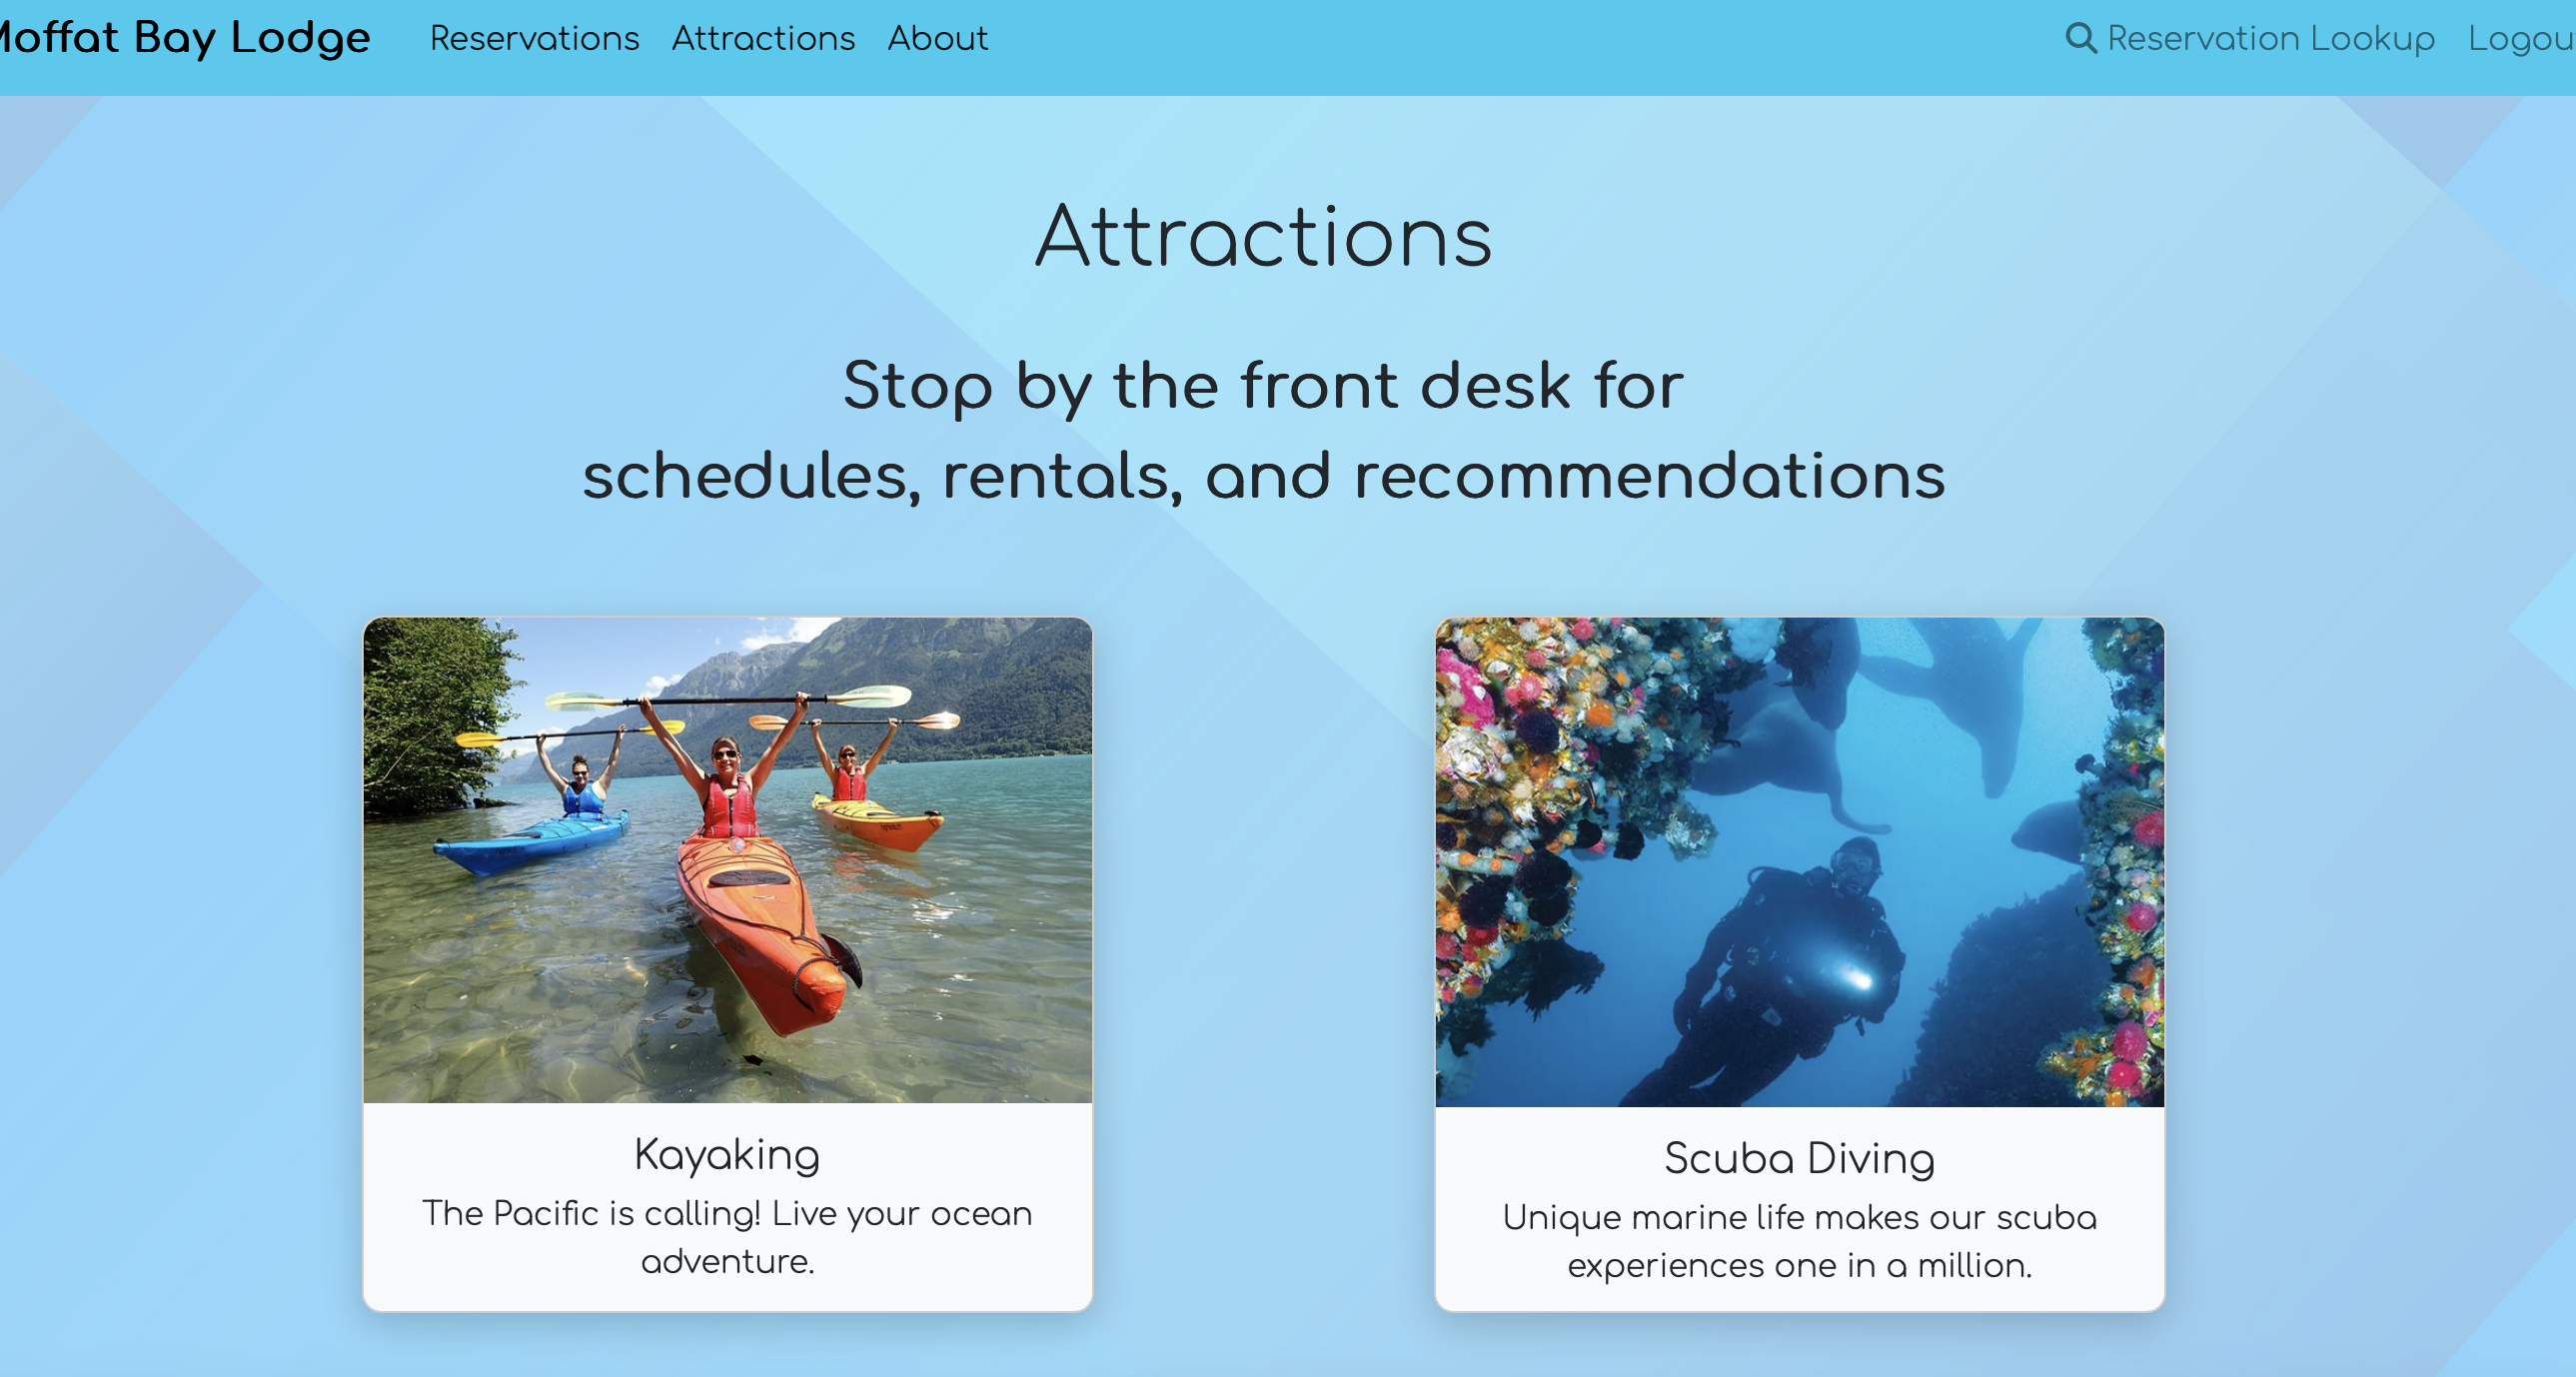 Moffat Bay Lodge Reservations Attractions About Reservation Lookup
Attractions
Stop by the front desk for
schedules, rentals, and recommendations
Kayaking
The Pacific is calling! Live your ocean
adventure.
Scuba Diving
Unique marine life makes our scuba
experiences one in a million.